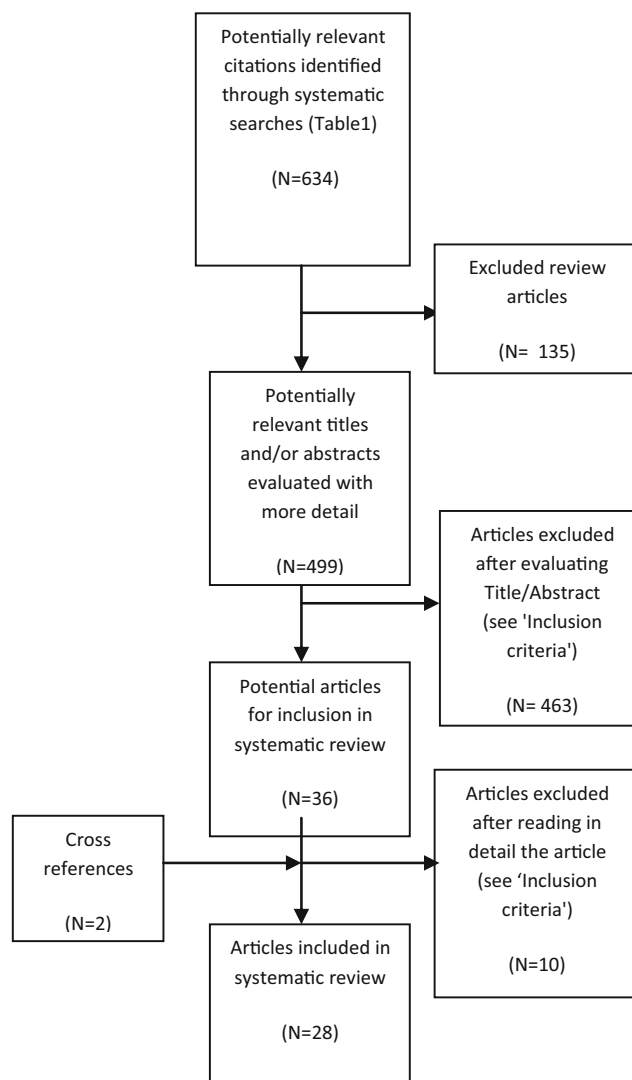 Potentially relevant
citations identified
through systematic
searches (Table1)
(N=634)
Excluded review
articles
(N=  135)
Potentially
relevant titles
and/or abstracts
evaluated with
more detail
(N=499)
Articles excluded
after evaluating
Title/Abstract
(see 'Inclusion
criteria')
(N= 463)
Potential articles
for inclusion in
systematic review
(N=36)
Cross
references
(N=2)
Articles excluded
after reading in
detail the article
(see ‘Inclusion
criteria')
(N=10)
Articles included in
systematic review
(N=28)